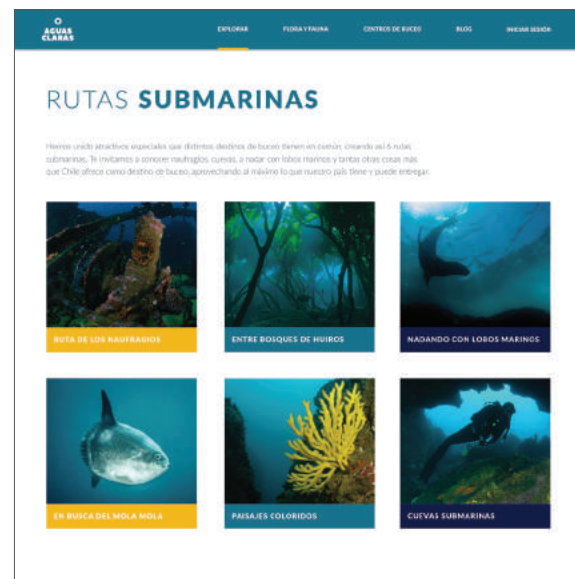 AGUAS
CLARAS
EXPLORAR
FLORA Y FAUNA
CENTROS DE BUCEO
BLOG
INICIAR SESIÓN
RUTAS SUBMARINAS
Hemos unido atractivos especiales que distintos destinos de buceo tienen en común, creando así 6 rutas
submarinas. Te invitamos a conocer naufragios, cuevas, a nadar con lobos marinos y tantas otras cosas más
que Chile ofrece como destino de buceo, aprovechando al máximo lo que nuestro país tiene y puede entregar.
RUTA DE LOS NAUFRAGIOS
ENTRE BOSQUES DE HUIROS
NADANDO CON LOBOS MARINOS
EN BUSCA DEL MOLA MOLA
PAISAJES COLORIDOS
CUEVAS SUBMARINAS